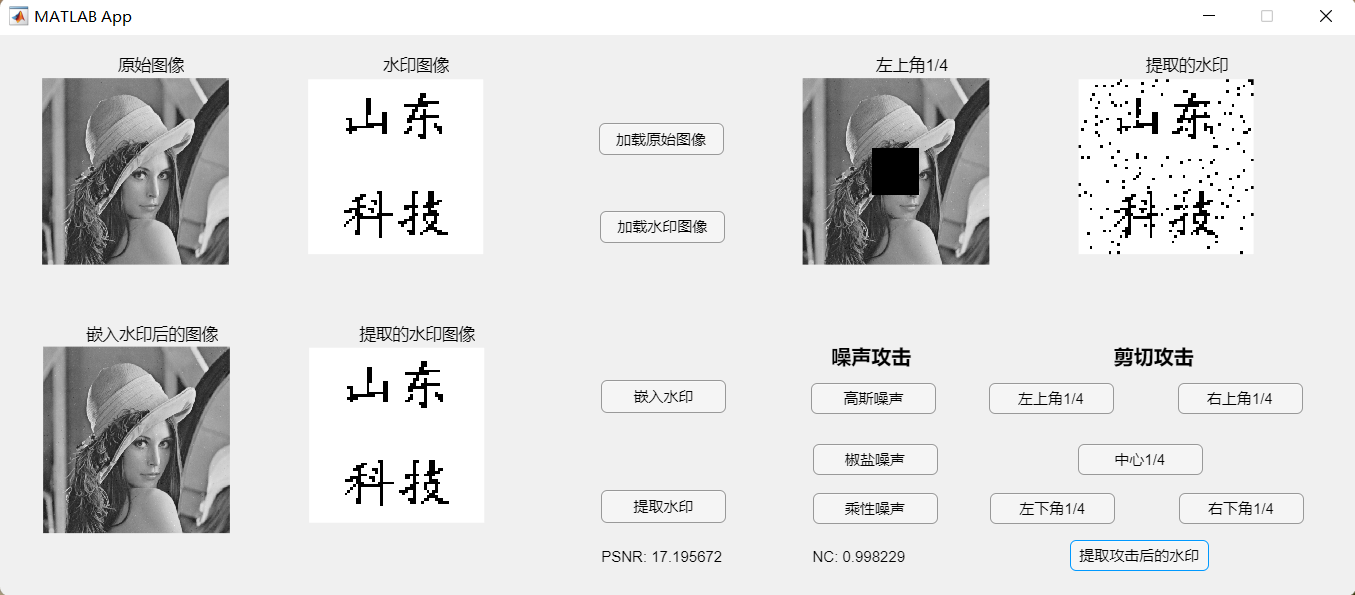 MATLAB App
原始图像
水印图像
左上角1/4
提取的水印
山东
科技
山东
科技
加载原始图像
加载水印图像
嵌入水印后的图像
提取的水印图像
山东
科技
嵌入水印
提取水印
噪声攻击
剪切攻击
高斯噪声
左上角1/4
右上角1/4
椒盐噪声
中心1/4
乘性噪声
左下角1/4
右下角1/4
PSNR: 17.195672
NC: 0.998229
提取攻击后的水印